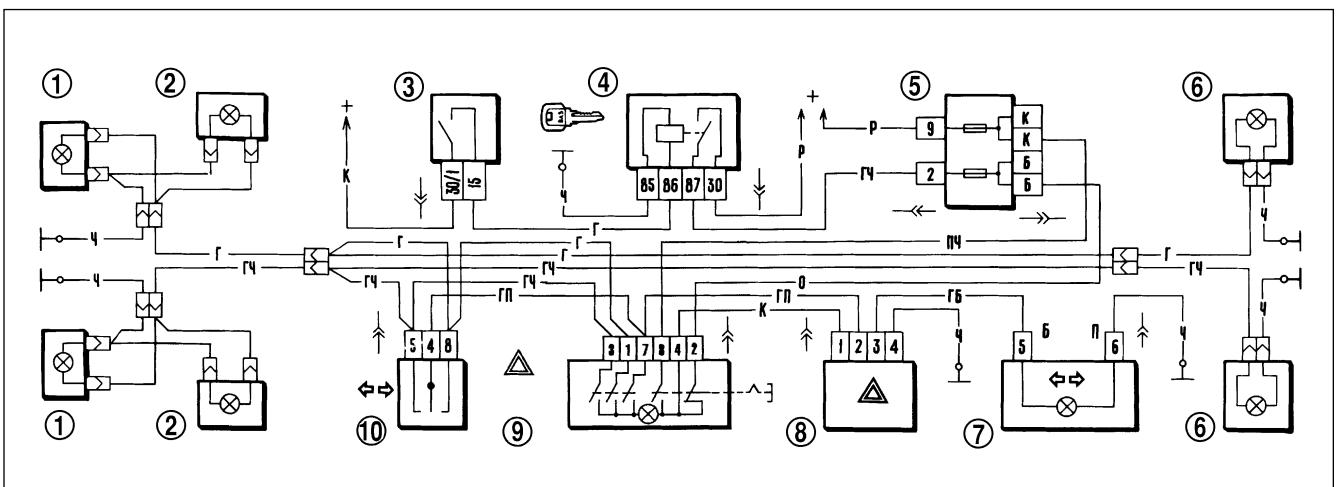 1 2 3 4 5 6
+ +
30/1 15
85 86 87 30
9 К
К
2 Б
Б
К Ч Р Р ГЧ
Г
Ч Г Г Г ПЧ Г Ч
Ч ГЧ ГЧ ГЧ ГЧ О ГЧ Ч
ГЧ ГП ГП ГБ
К Ч Ч
5 4 8
3 1 7 8 4 2
1 2 3 4
5 Б П 6
1 2 10 9 8 7 6